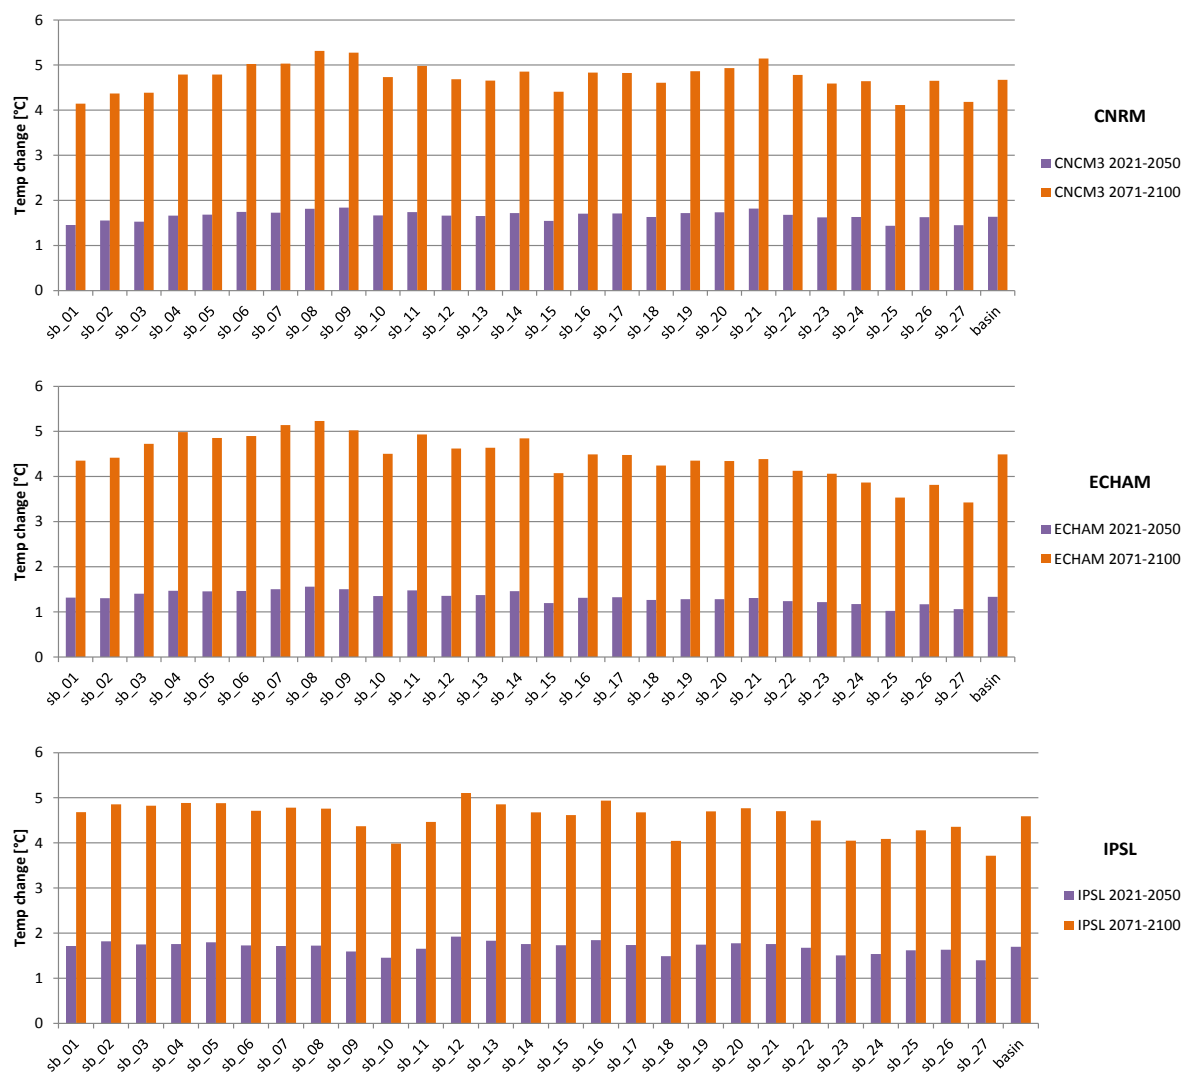 6
5
4
3
2
1
0
Temp change [°C]
sb_01 sb_02 sb_03 sb_04 sb_05 sb_06 sb_07 sb_08 sb_09 sb_10 sb_11 sb_12 sb_13 sb_14 sb_15 sb_16 sb_17 sb_18 sb_19 sb_20 sb_21 sb_22 sb_23 sb_24 sb_25 sb_26 sb_27 basin
CNRM
CNCM3 2021-2050
CNCM3 2071-2100
6
5
4
3
2
1
0
Temp change [°C]
sb_01 sb_02 sb_03 sb_04 sb_05 sb_06 sb_07 sb_08 sb_09 sb_10 sb_11 sb_12 sb_13 sb_14 sb_15 sb_16 sb_17 sb_18 sb_19 sb_20 sb_21 sb_22 sb_23 sb_24 sb_25 sb_26 sb_27 basin
ECHAM
ECHAM 2021-2050
ECHAM 2071-2100
6
5
4
3
2
1
0
Temp change [°C]
sb_01 sb_02 sb_03 sb_04 sb_05 sb_06 sb_07 sb_08 sb_09 sb_10 sb_11 sb_12 sb_13 sb_14 sb_15 sb_16 sb_17 sb_18 sb_19 sb_20 sb_21 sb_22 sb_23 sb_24 sb_25 sb_26 sb_27 basin
IPSL
IPSL 2021-2050
IPSL 2071-2100